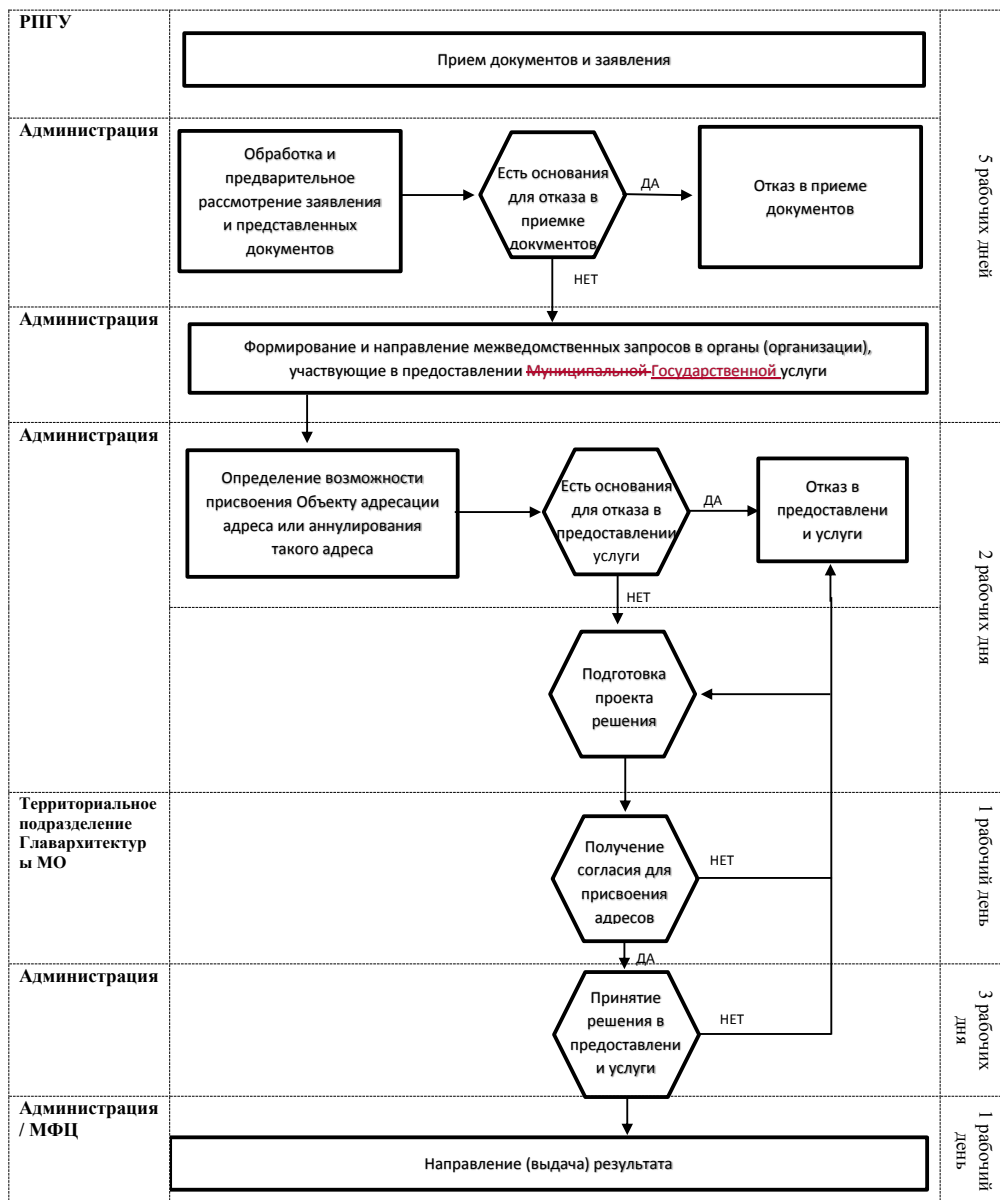 РПГУ
Прием документов и заявления
Администрация
Обработка и
предварительное
рассмотрение заявления
и представленных
документов
Есть основания
для отказа в
приемке
документов
ДА
Отказ в приеме
документов
НЕТ
5 рабочих дней
Администрация
Формирование и направление межведомственных запросов в органы (организации),
участвующие в предоставлении Муниципальной Государственной услуги
Администрация
Определение возможности
присвоения Объекту адресации
адреса или аннулирования
такого адреса
Есть основания
для отказа в
предоставлении
услуги
ДА
Отказ в
предоставлени
и услуги
НЕТ
2 рабочих дня
Подготовка
проекта
решения
Территориальное
подразделение
Главархитектур
ы МО
Получение
согласия для
присвоения
адресов
НЕТ
1 рабочий день
ДА
Администрация
Принятие
решения в
предоставлени
и услуги
НЕТ
3 рабочих
дня
Администрация
/ МФЦ
Направление (выдача) результата
1 рабочий
день